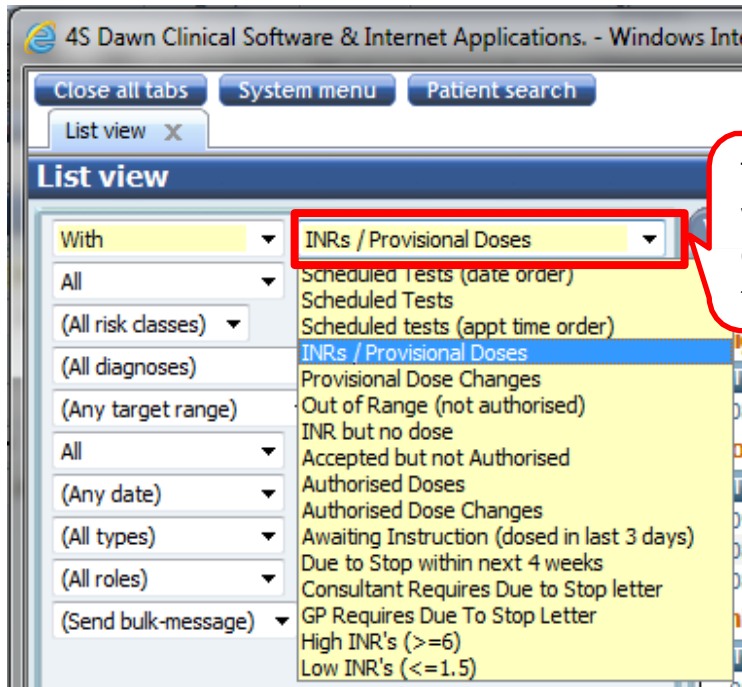 4S Dawn Clinical Software & Internet Applications. - Windows Inte
Close all tabs System menu Patient search
List view X
List view
With INRs / Provisional Doses
All
(All risk classes)
(All diagnoses)
(Any target range)
All
(Any date)
(All types)
(All roles)
(Send bulk-message)
Scheduled Tests (date order)
Scheduled Tests
Scheduled tests (appt time order)
INRs / Provisional Doses
Provisional Dose Changes
Out of Range (not authorised)
INR but no dose
Accepted but not Authorised
Authorised Doses
Authorised Dose Changes
Awaiting Instruction (dosed in last 3 days)
Due to Stop within next 4 weeks
Consultant Requires Due to Stop letter
GP Requires Due To Stop Letter
High INR's (>=6)
Low INR's (<=1.5)